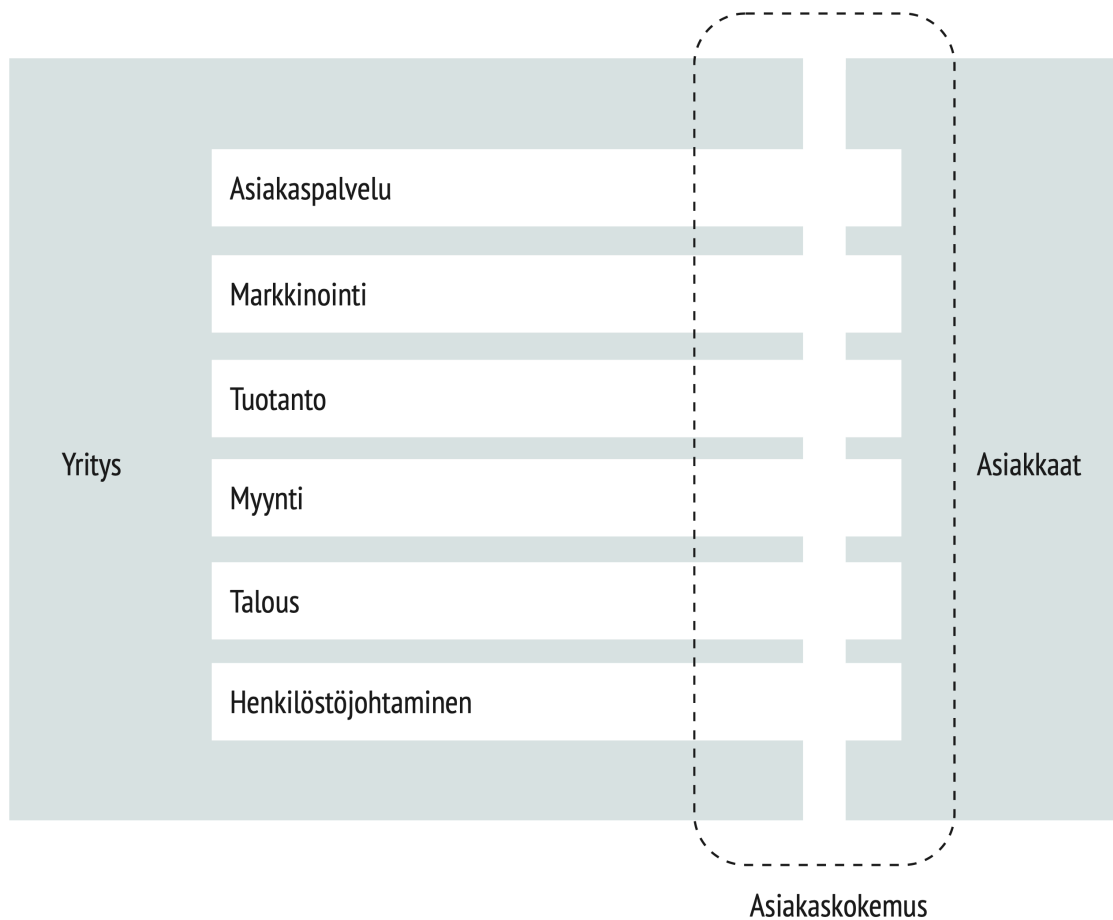 Asiakaspalvelu
Markkinointi
Tuotanto
Yritys
Asiakkaat
Myynti
Talous
Henkilöstöjohtaminen
Asiakaskokemus